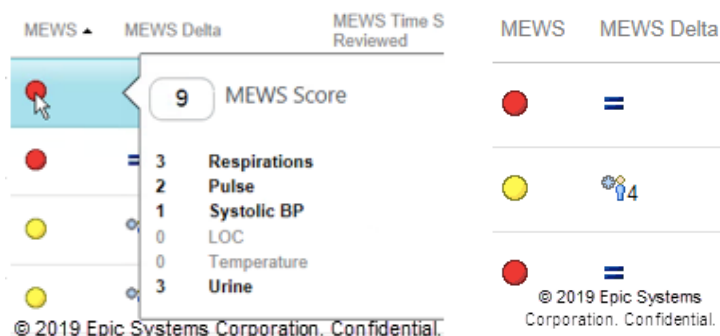 MEWS MEWS Delta MEWS Time S
Reviewed
9 MEWS Score
3 Respirations
2 Pulse
1 Systolic BP
0 LOC
0 Temperature
3 Urine
© 2019 Epic Systems Corporation. Confidential.
MEWS MEWS Delta
=
4
=
© 2019 Epic Systems
Corporation. Confidential.